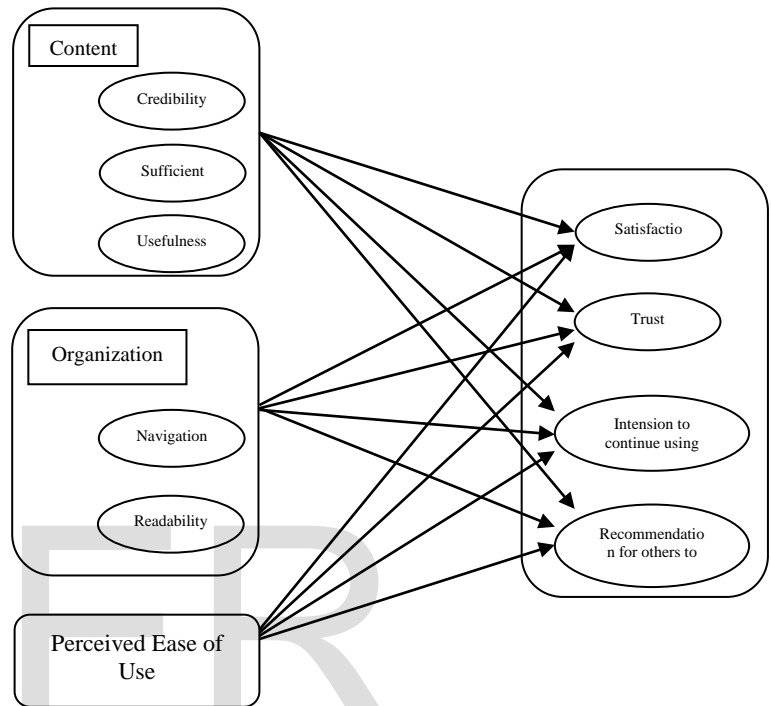 Content
Credibility
Sufficient
Usefulness
Organization
Navigation
Readability
Perceived Ease of
Use
Satisfactio
Trust
Intension to
continue using
Recommendatio
n for others to